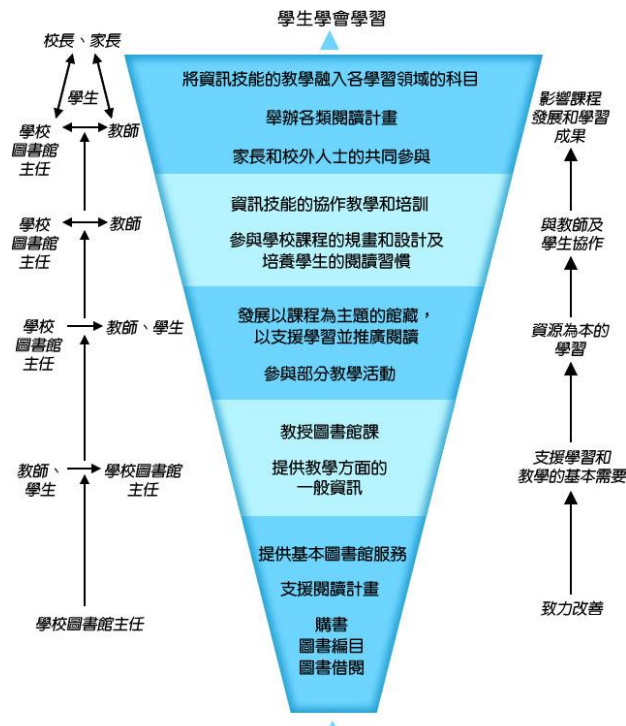 學生學會學習
校長、家長
學生
學校
圖書館
主任
教師
學校
圖書館
主任
教師
學校
圖書館
主任
教師、學生
教師、
學生
學校圖書館
主任
學校圖書館主任
將資訊技能的教學融入各學習領域的科目
舉辦各類閱讀計畫
家長和校外人士的共同參與
資訊技能的協作教學和培訓
參與學校課程的規畫和設計及
培養學生的閱讀習慣
發展以課程為主題的館藏，
以支援學習並推廣閱讀
參與部分教學活動
教授圖書館課
提供教學方面的
一般資訊
提供基本圖書館服務
支援閱讀計畫
購書
圖書編目
圖書借閱
影響課程
發展和學習
成果
與教師及
學生協作
資源為本的
學習
支援學習和
教學的基本需要
致力改善